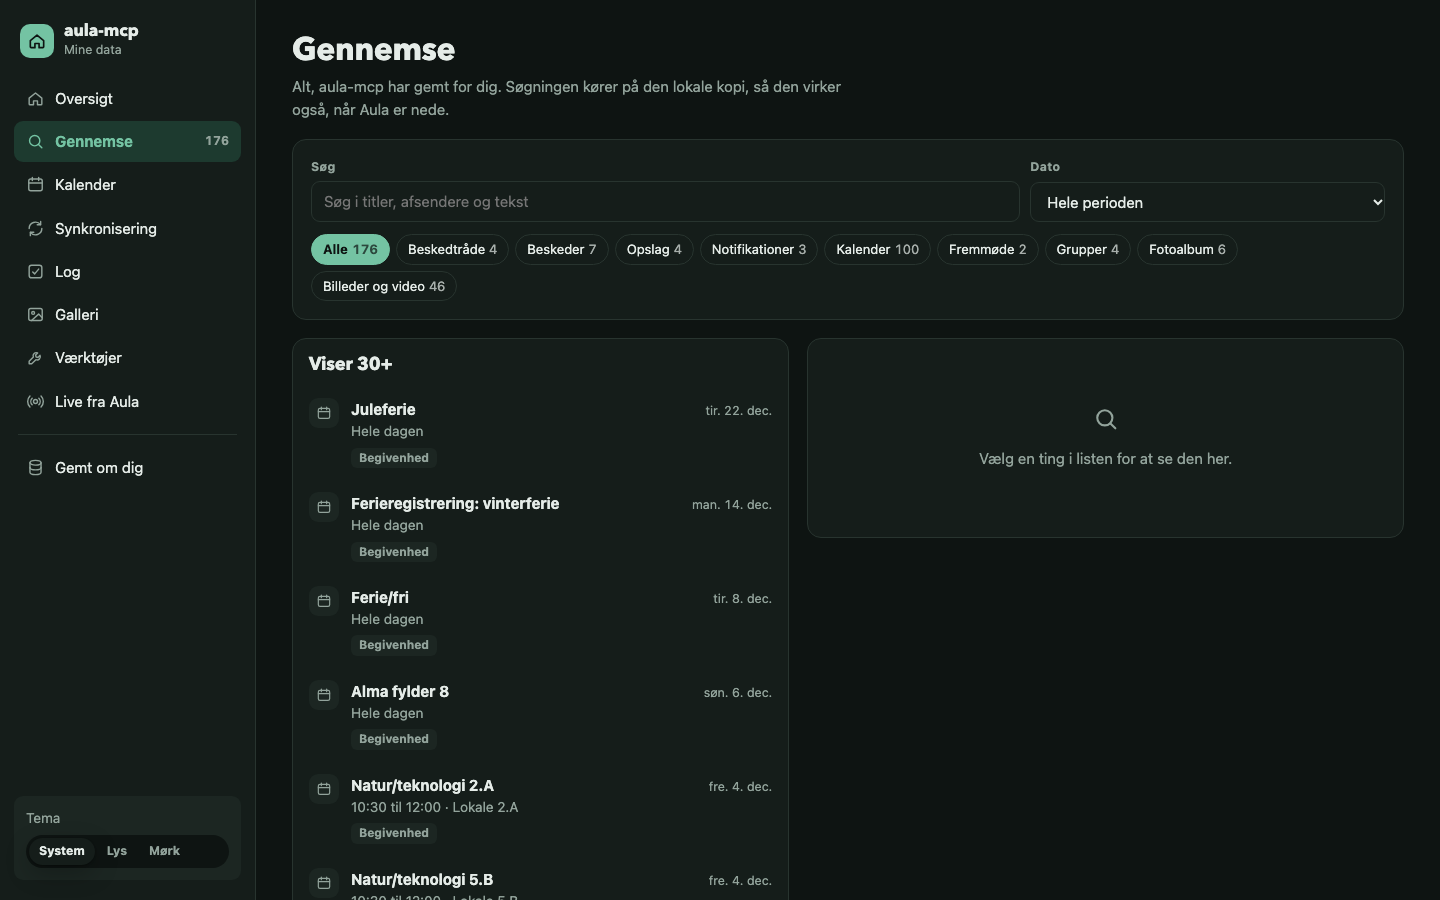 aula-mcp
Mine data
Oversigt
Gennemse 176
Kalender
Synkronisering
Log
Galleri
Værktøjer
Live fra Aula
Gemt om dig
Tema
System Lys Mørk
Gennemse
Alt, aula-mcp har gemt for dig. Søgningen kører på den lokale kopi, så den virker
også, når Aula er nede.
Søg
Dato
Søg i titler, afsendere og tekst
Hele perioden
Alle 176 Beskedtråde 4 Beskeder 7 Opslag 4 Notifikationer 3 Kalender 100 Fremmøde 2 Grupper 4 Fotoalbum 6
Billeder og video 46
Viser 30+
Juleferie tir. 22. dec.
Hele dagen
Begivenhed
Ferieregistrering: vinterferie man. 14. dec.
Hele dagen
Begivenhed
Ferie/fri tir. 8. dec.
Hele dagen
Begivenhed
Alma fylder 8 søn. 6. dec.
Hele dagen
Begivenhed
Natur/teknologi 2.A fre. 4. dec.
10:30 til 12:00 · Lokale 2.A
Begivenhed
Natur/teknologi 5.B fre. 4. dec.
10:30 til 12:00 · Lokale 5.B
Vælg en ting i listen for at se den her.